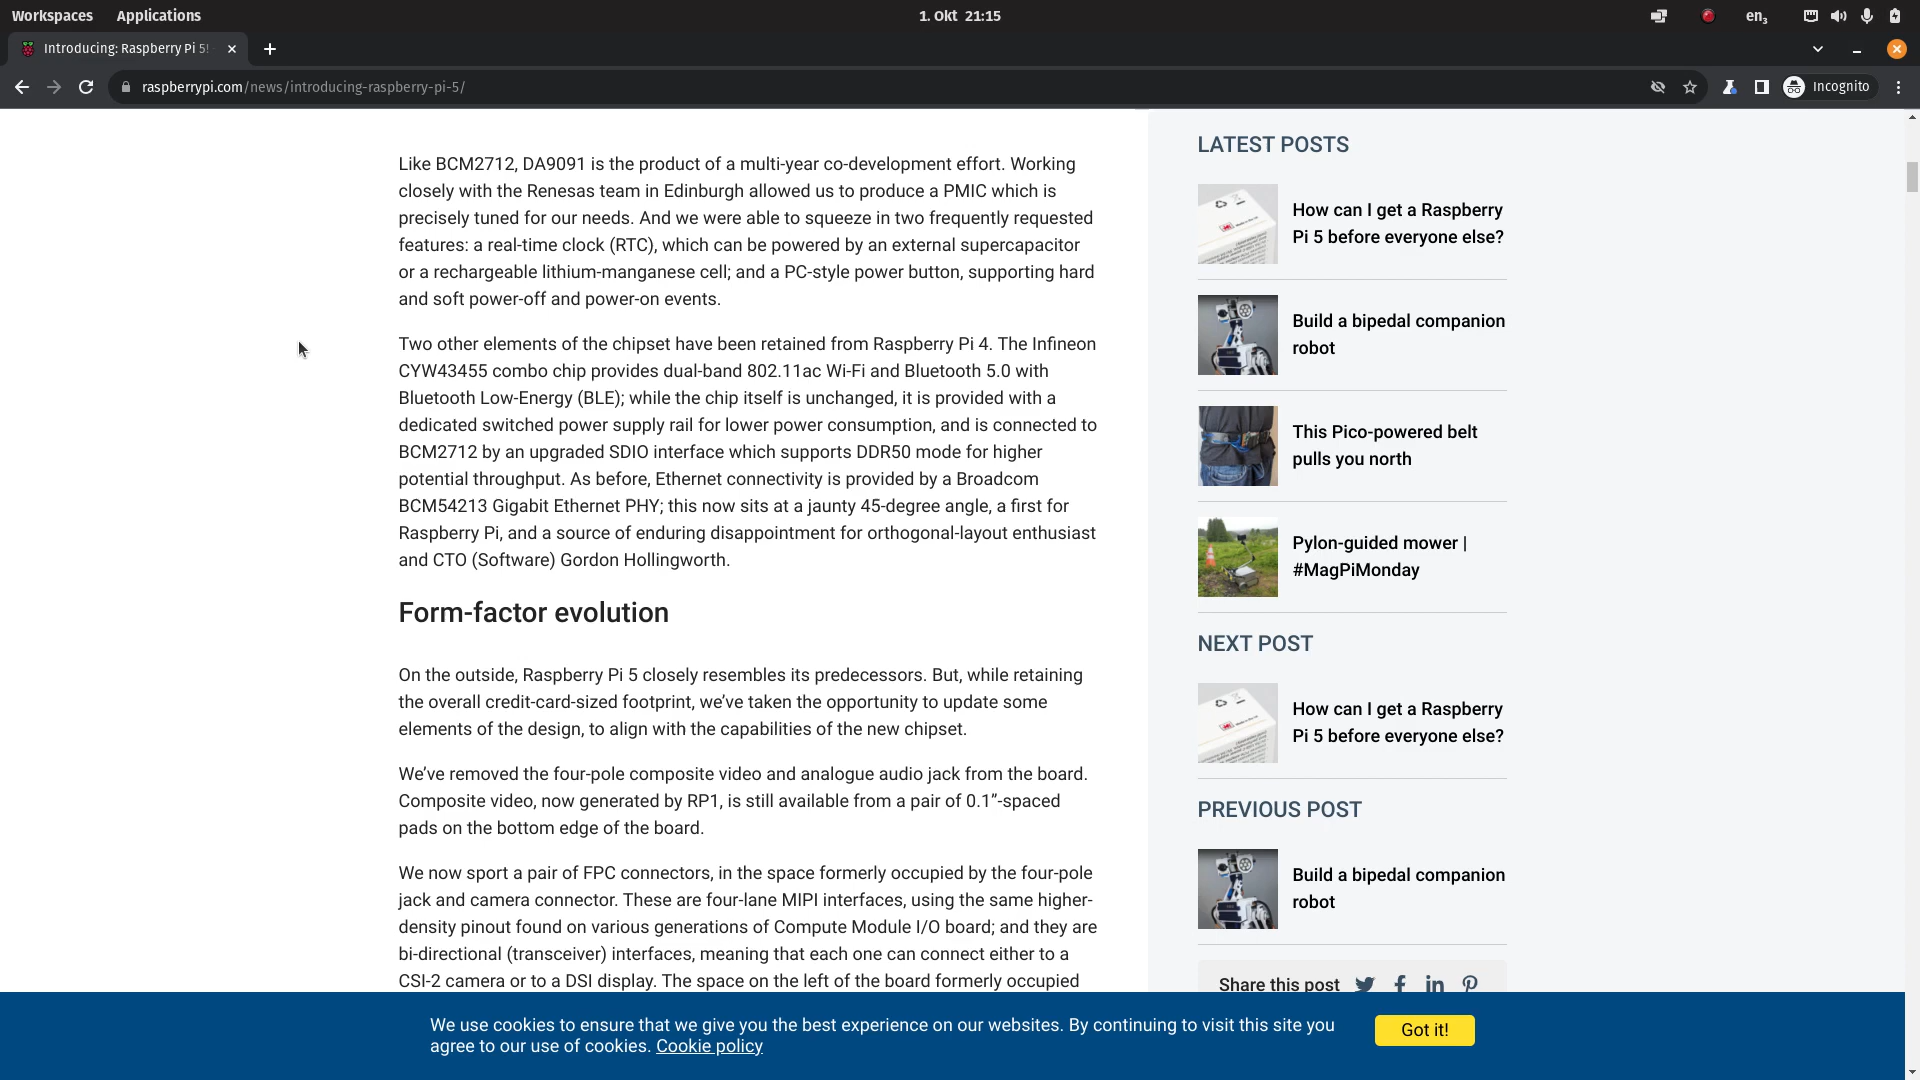 Workspaces Applications 1. Okt 21:15 en₃
Introducing: Raspberry Pi 5!
raspberrypi.com/news/introducing-raspberry-pi-5/ Incognito
Like BCM2712, DA9091 is the product of a multi-year co-development effort. Working
closely with the Renesas team in Edinburgh allowed us to produce a PMIC which is
precisely tuned for our needs. And we were able to squeeze in two frequently requested
features: a real-time clock (RTC), which can be powered by an external supercapacitor
or a rechargeable lithium-manganese cell; and a PC-style power button, supporting hard
and soft power-off and power-on events.
Two other elements of the chipset have been retained from Raspberry Pi 4. The Infineon
CYW43455 combo chip provides dual-band 802.11ac Wi-Fi and Bluetooth 5.0 with
Bluetooth Low-Energy (BLE); while the chip itself is unchanged, it is provided with a
dedicated switched power supply rail for lower power consumption, and is connected to
BCM2712 by an upgraded SDIO interface which supports DDR50 mode for higher
potential throughput. As before, Ethernet connectivity is provided by a Broadcom
BCM54213 Gigabit Ethernet PHY; this now sits at a jaunty 45-degree angle, a first for
Raspberry Pi, and a source of enduring disappointment for orthogonal-layout enthusiast
and CTO (Software) Gordon Hollingworth.
Form-factor evolution
On the outside, Raspberry Pi 5 closely resembles its predecessors. But, while retaining
the overall credit-card-sized footprint, we’ve taken the opportunity to update some
elements of the design, to align with the capabilities of the new chipset.
We’ve removed the four-pole composite video and analogue audio jack from the board.
Composite video, now generated by RP1, is still available from a pair of 0.1”-spaced
pads on the bottom edge of the board.
We now sport a pair of FPC connectors, in the space formerly occupied by the four-pole
jack and camera connector. These are four-lane MIPI interfaces, using the same higher-
density pinout found on various generations of Compute Module I/O board; and they are
bi-directional (transceiver) interfaces, meaning that each one can connect either to a
CSI-2 camera or to a DSI display. The space on the left of the board formerly occupied
LATEST POSTS
How can I get a Raspberry
Pi 5 before everyone else?
Build a bipedal companion
robot
This Pico-powered belt
pulls you north
Pylon-guided mower |
#MagPiMonday
NEXT POST
How can I get a Raspberry
Pi 5 before everyone else?
PREVIOUS POST
Build a bipedal companion
robot
Share this post
We use cookies to ensure that we give you the best experience on our websites. By continuing to visit this site you
agree to our use of cookies. Cookie policy
Got it!